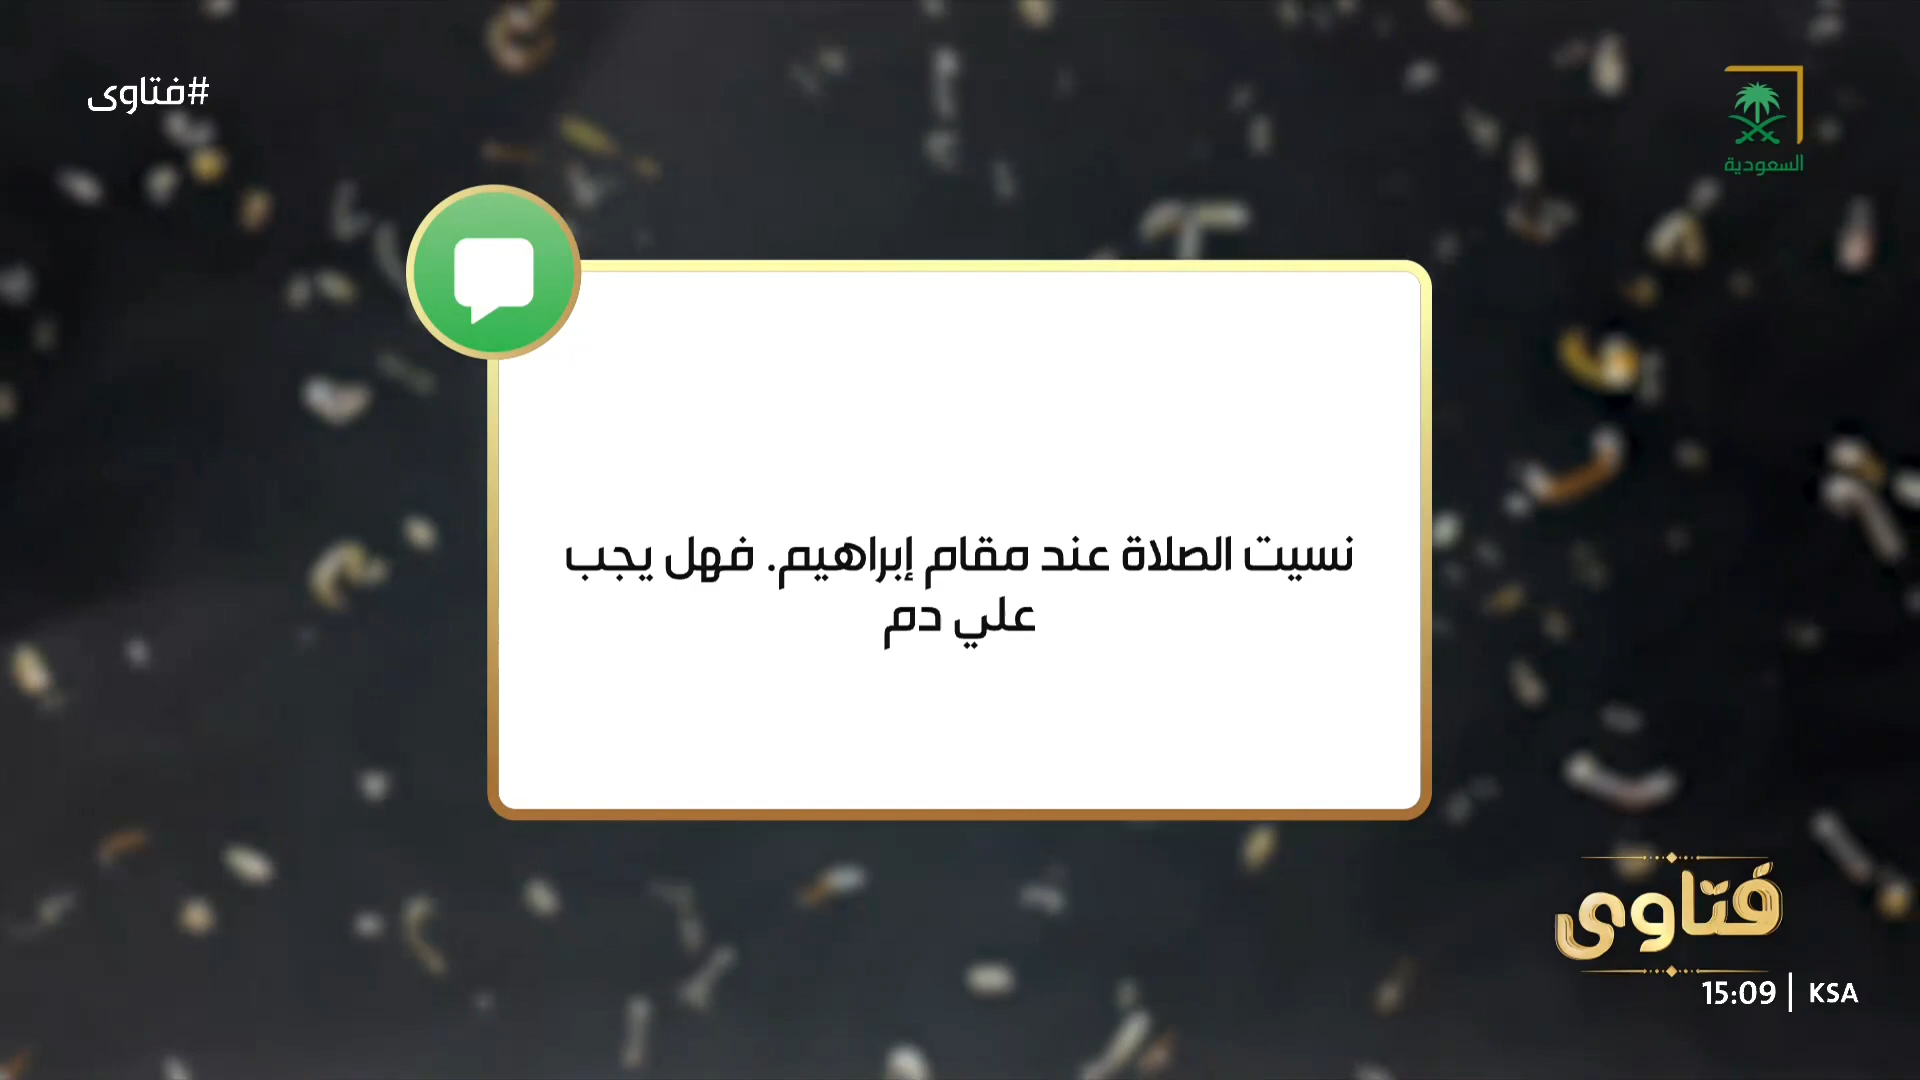 #فتاوى
السعودية
نسيت الصلاة عند مقام إبراهيم. فهل يجب
علي دم
فتاوى
15:09 | KSA